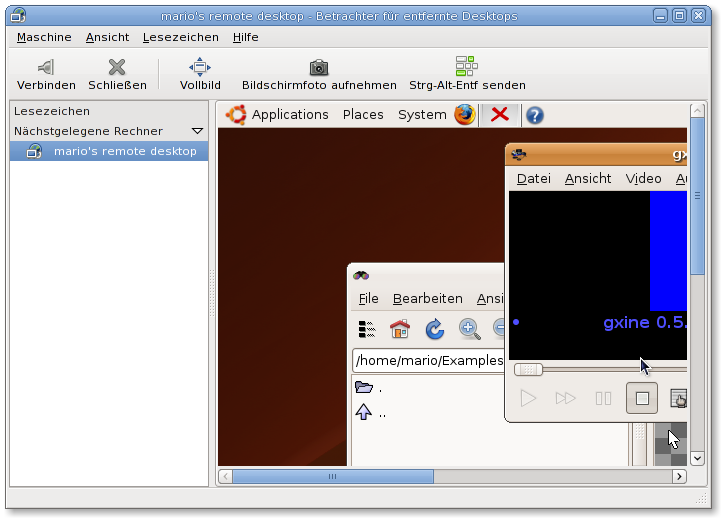 mario's remote desktop - Betrachter für entfernte Desktops
Maschine Ansicht Lesezeichen Hilfe
Verbinden Schließen Vollbild Bildschirmfoto aufnehmen Strg-Alt-Entf senden
Lesezeichen
Nächstgelegene Rechner
mario's remote desktop
Applications Places System
gx
Datei Ansicht Video Au
gxine 0.5.
File Bearbeiten Ansi
/home/mario/Examples
.
..